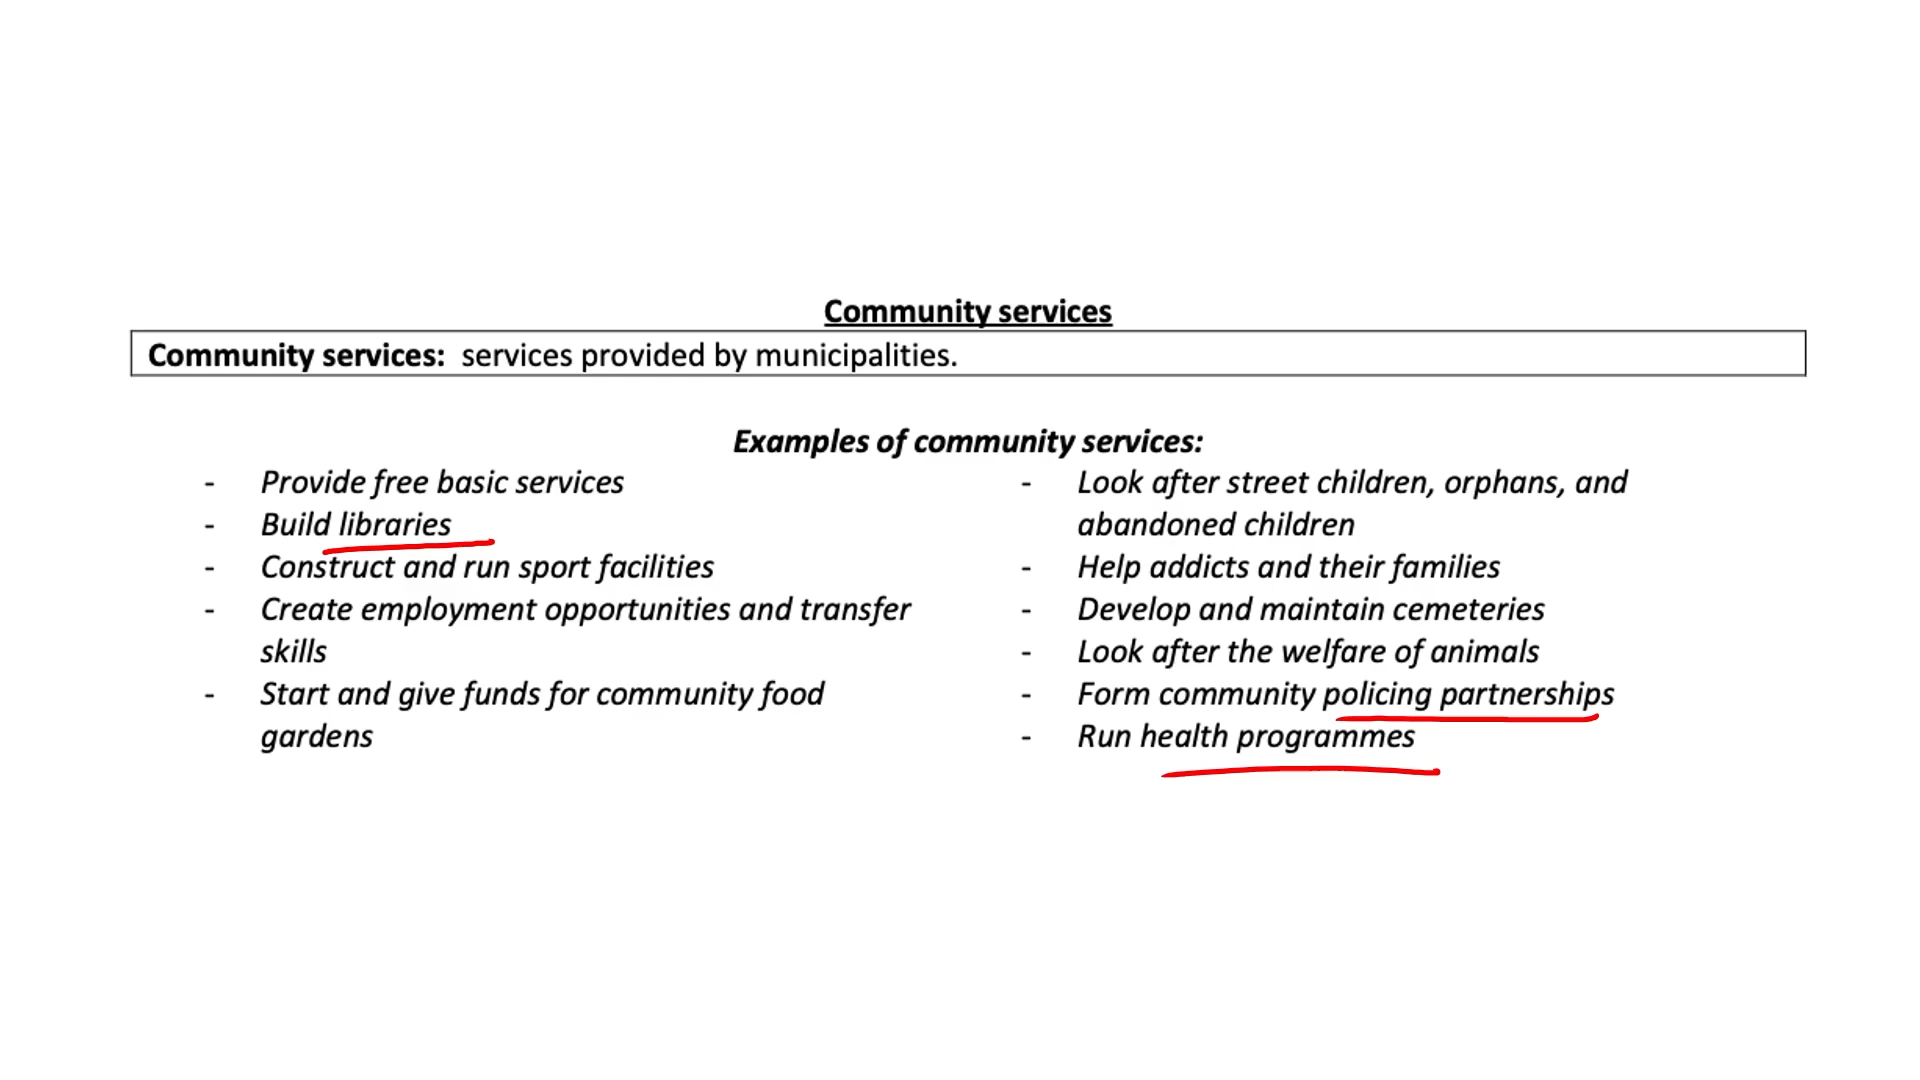 Community services
Community services: services provided by municipalities.
Examples of community services:
- Provide free basic services
- Build libraries
- Construct and run sport facilities
- Create employment opportunities and transfer
skills
- Start and give funds for community food
gardens
- Look after street children, orphans, and
abandoned children
- Help addicts and their families
- Develop and maintain cemeteries
- Look after the welfare of animals
- Form community policing partnerships
- Run health programmes